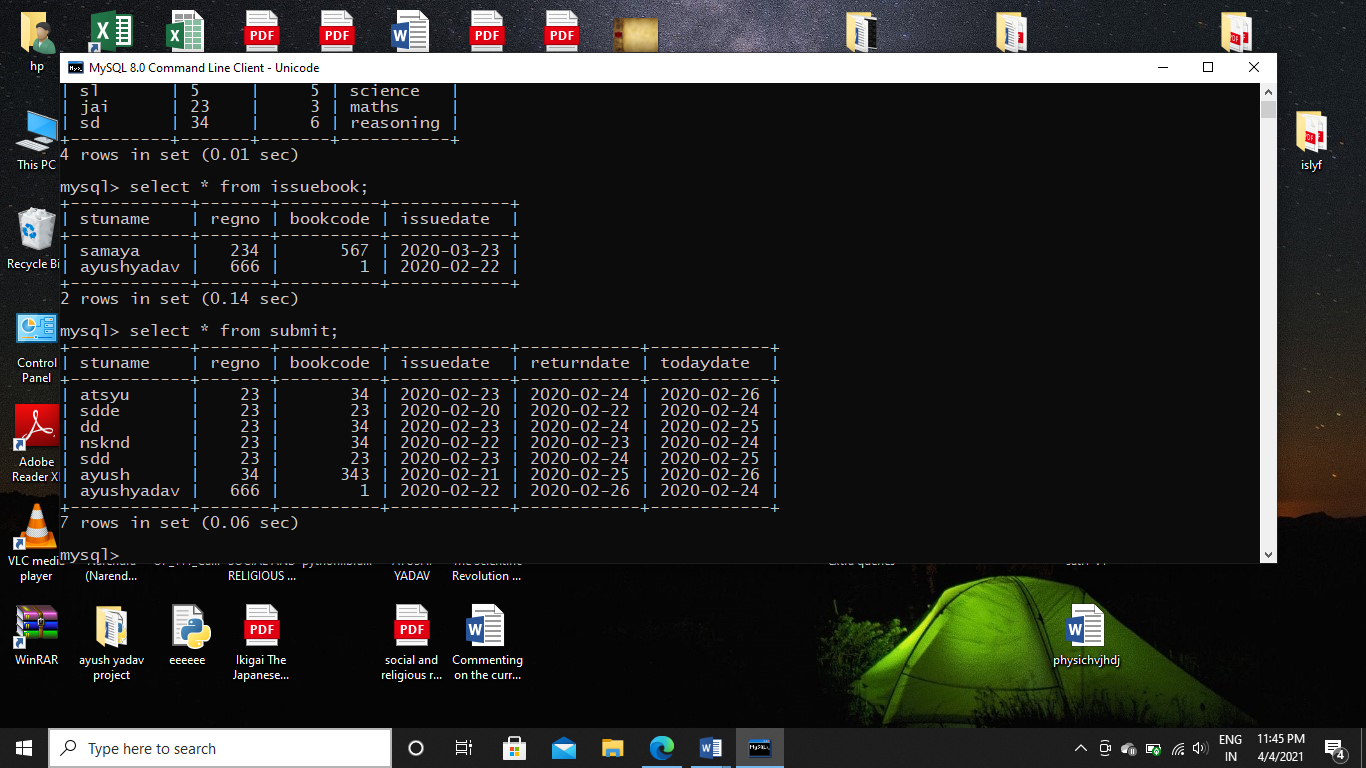 hp
MySQL 8.0 Command Line Client - Unicode
| sl | 5 | 5 | science |
| jai | 23 | 3 | maths |
| sd | 34 | 6 | reasoning |
+----------+-------+-------+-----------+
4 rows in set (0.01 sec)
mysql> select * from issuebook;
+------------+-------+----------+------------+
| stuname | regno | bookcode | issuedate |
+------------+-------+----------+------------+
| samaya | 234 | 567 | 2020-03-23 |
| ayushyadav | 666 | 1 | 2020-02-22 |
+------------+-------+----------+------------+
2 rows in set (0.14 sec)
mysql> select * from submit;
+------------+-------+----------+------------+------------+------------+
| stuname | regno | bookcode | issuedate | returndate | todaydate |
+------------+-------+----------+------------+------------+------------+
| atsyu | 23 | 34 | 2020-02-23 | 2020-02-24 | 2020-02-26 |
| sdde | 23 | 23 | 2020-02-20 | 2020-02-22 | 2020-02-24 |
| dd | 23 | 34 | 2020-02-23 | 2020-02-24 | 2020-02-25 |
| nsknd | 23 | 34 | 2020-02-22 | 2020-02-23 | 2020-02-24 |
| sdd | 23 | 23 | 2020-02-23 | 2020-02-24 | 2020-02-25 |
| ayush | 34 | 343 | 2020-02-21 | 2020-02-25 | 2020-02-26 |
| ayushyadav | 666 | 1 | 2020-02-22 | 2020-02-26 | 2020-02-24 |
+------------+-------+----------+------------+------------+------------+
7 rows in set (0.06 sec)
mysql>
This PC
Recycle Bi
Control
Panel
Adobe
Reader X
VLC medi
player
(Narend...
RELIGIOUS ...
YADAV
Revolution ...
islyf
PDF
PDF
PDF
PDF
WinRAR
ayush yadav
project
eeeeee
PDF
Ikigai The
Japanese...
PDF
social and
religious r...
Commenting
on the curr...
physichvjhdj
Type here to search
ENG
IN
11:45 PM
4/4/2021
4